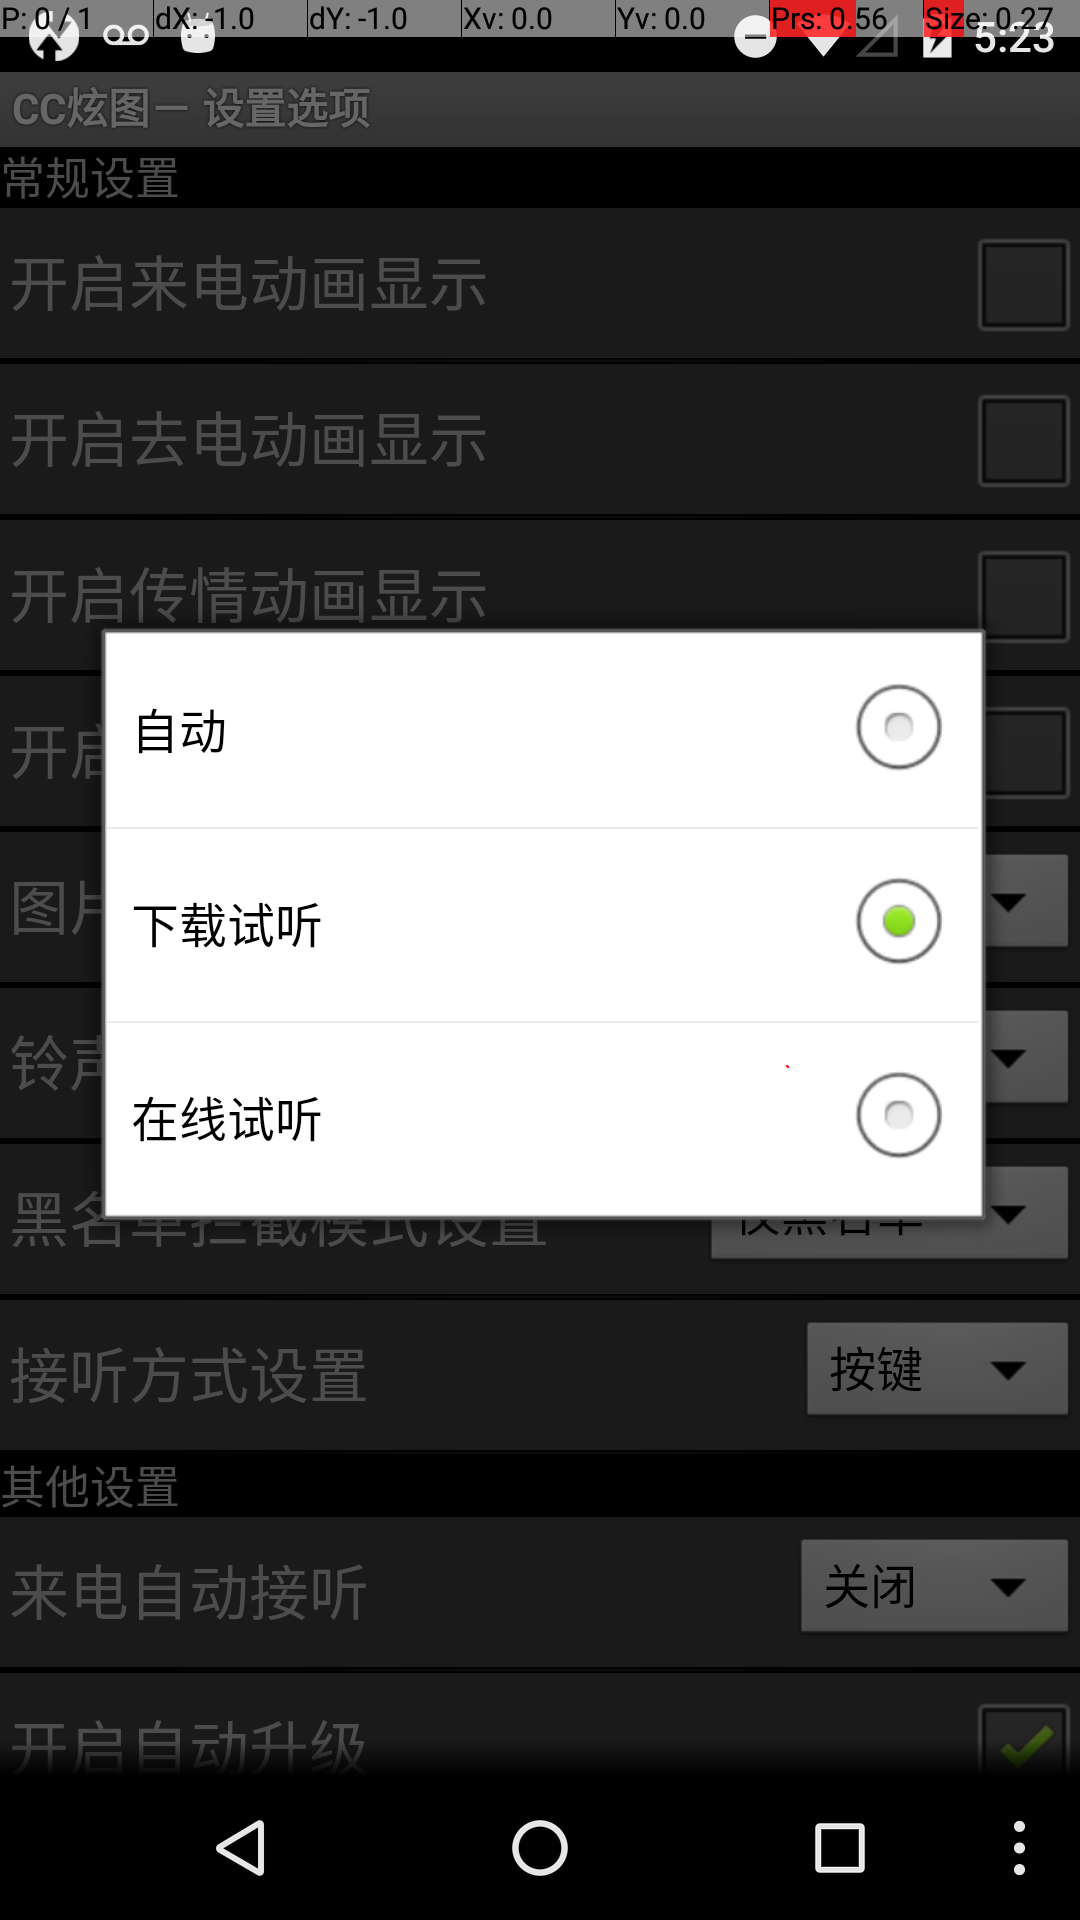 P: 0 / 1 dX: -1.0 dY: -1.0 Xv: 0.0 Yv: 0.0 Prs: 0.56 Size: 0.27
5:23
CC炫图－ 设置选项
常规设置
开启来电动画显示
开启去电动画显示
开启传情动画显示
开启
自动
图片
下载试听
铃声
在线试听
黑名单拦截模式设置 仅黑名单
接听方式设置 按键
其他设置
来电自动接听 关闭
开启自动升级